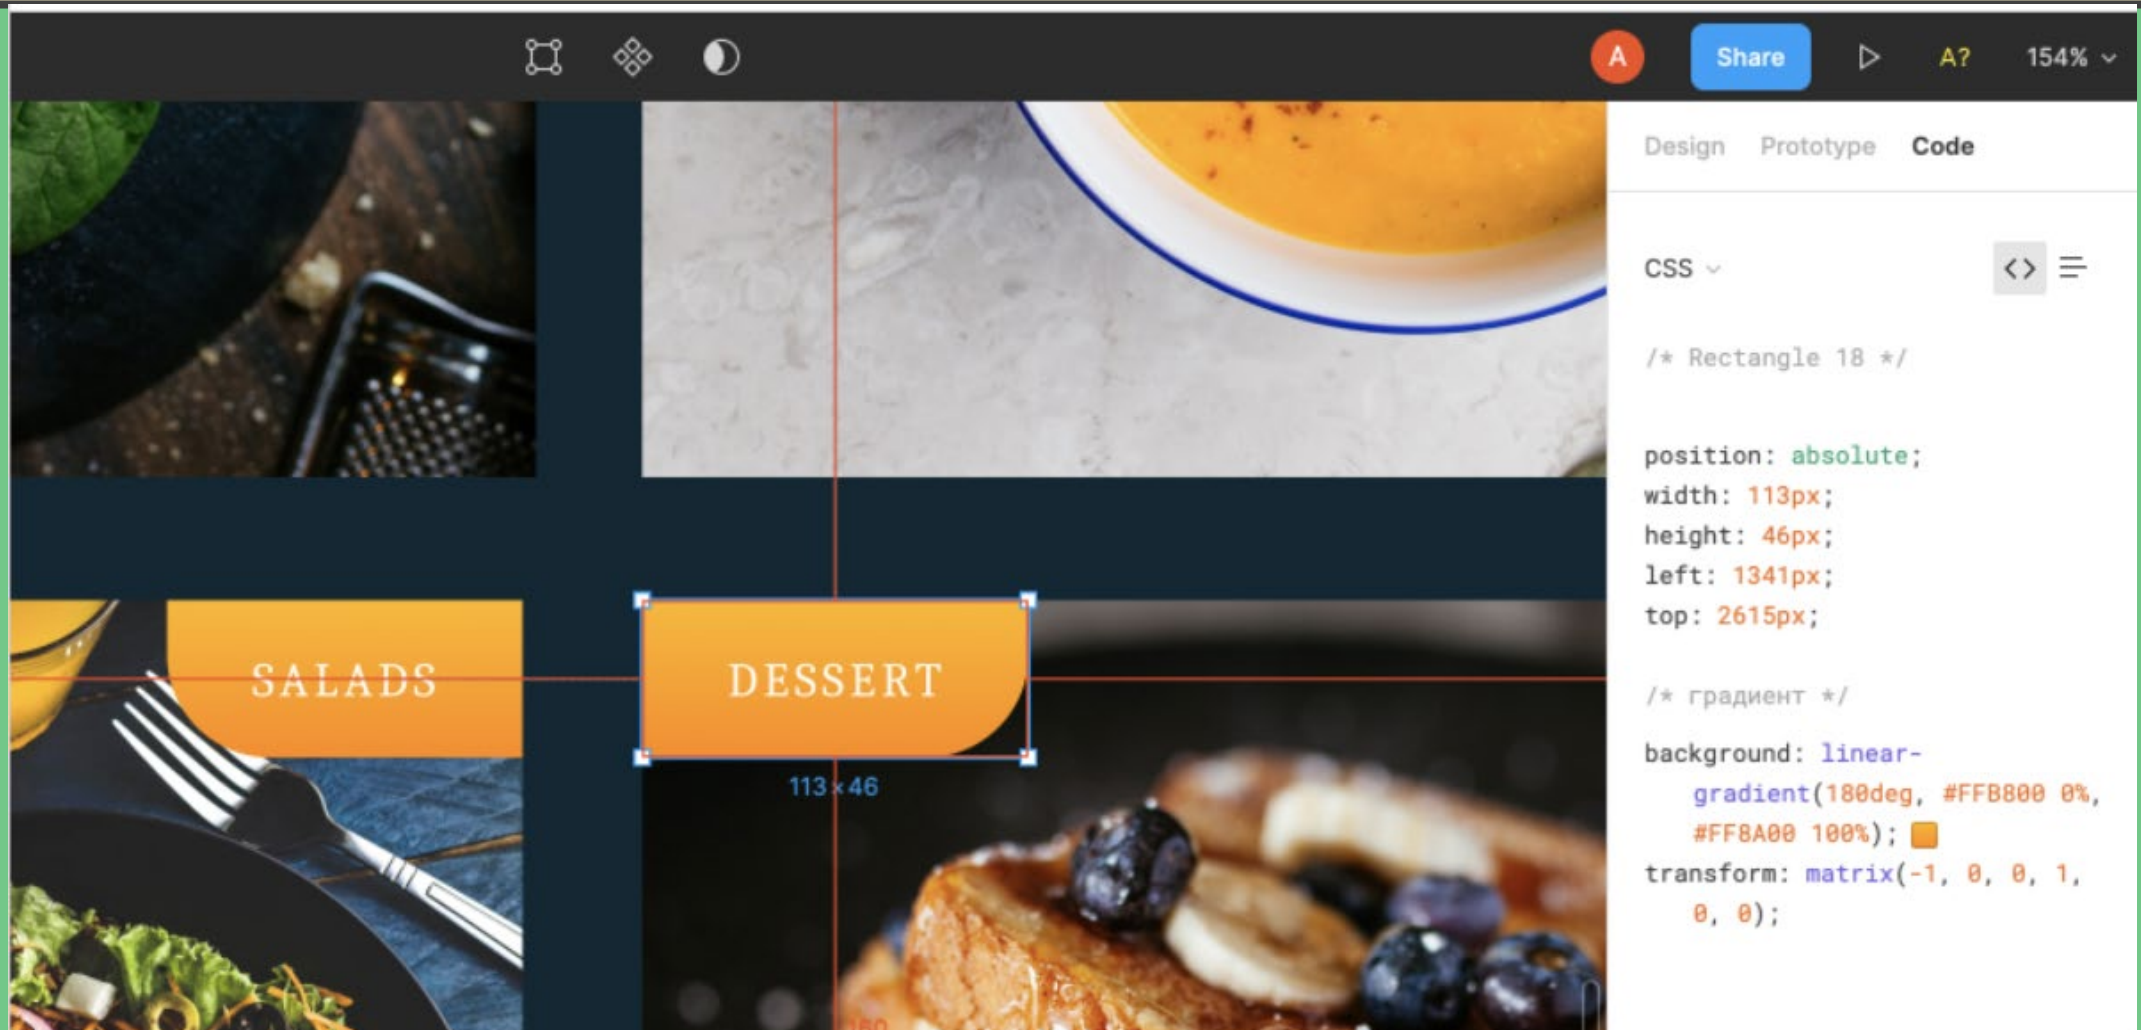 A Share A? 154%
Design Prototype Code
CSS
/* Rectangle 18 */
position: absolute;
width: 113px;
height: 46px;
left: 1341px;
top: 2615px;
/* градиент */
background: linear-
gradient(180deg, #FFB800 0%,
#FF8A00 100%);
transform: matrix(-1, 0, 0, 1,
0, 0);
SALADS
DESSERT
113 × 46